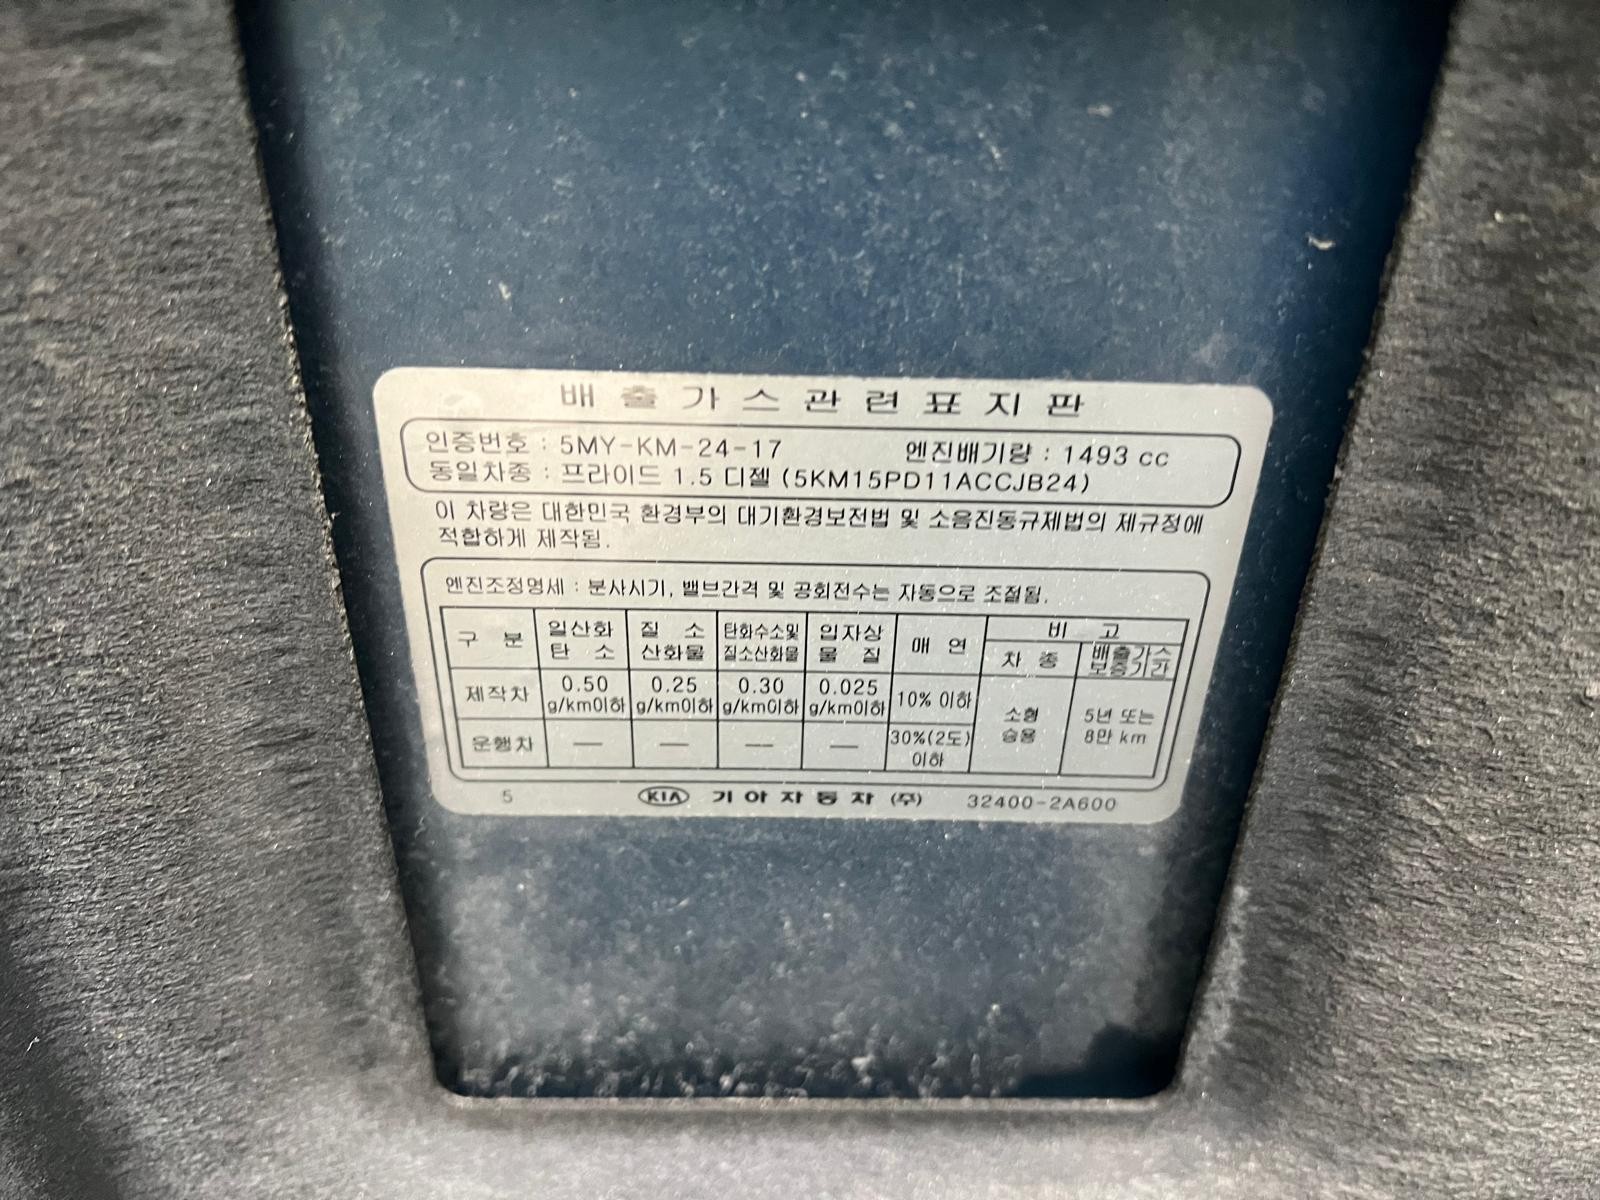 배출가스관련표지판
인증번호 : 5MY-KM-24-17 엔진배기량 : 1493 cc
동일차종 : 프라이드 1.5 디젤 (5KM15PD11ACCJB24)
이 차량은 대한민국 환경부의 대기환경보전법 및 소음진동규제법의 제규정에
적합하게 제작됨.
엔진조정명세 : 분사시기, 밸브간격 및 공회전수는 자동으로 조절됨.
구 분 일산화탄 소 질 소산화물 탄화수소및질소산화물 입자상물 질 매 연 비 고
차 종 배출가스보증기간
제작차 0.50 g/km이하 0.25 g/km이하 0.30 g/km이하 0.025 g/km이하 10% 이하 소형승용 5년 또는 8만 km
운행차 — — — — 30%(2도)이하
5 KIA 기아자동차 (주) 32400-2A600